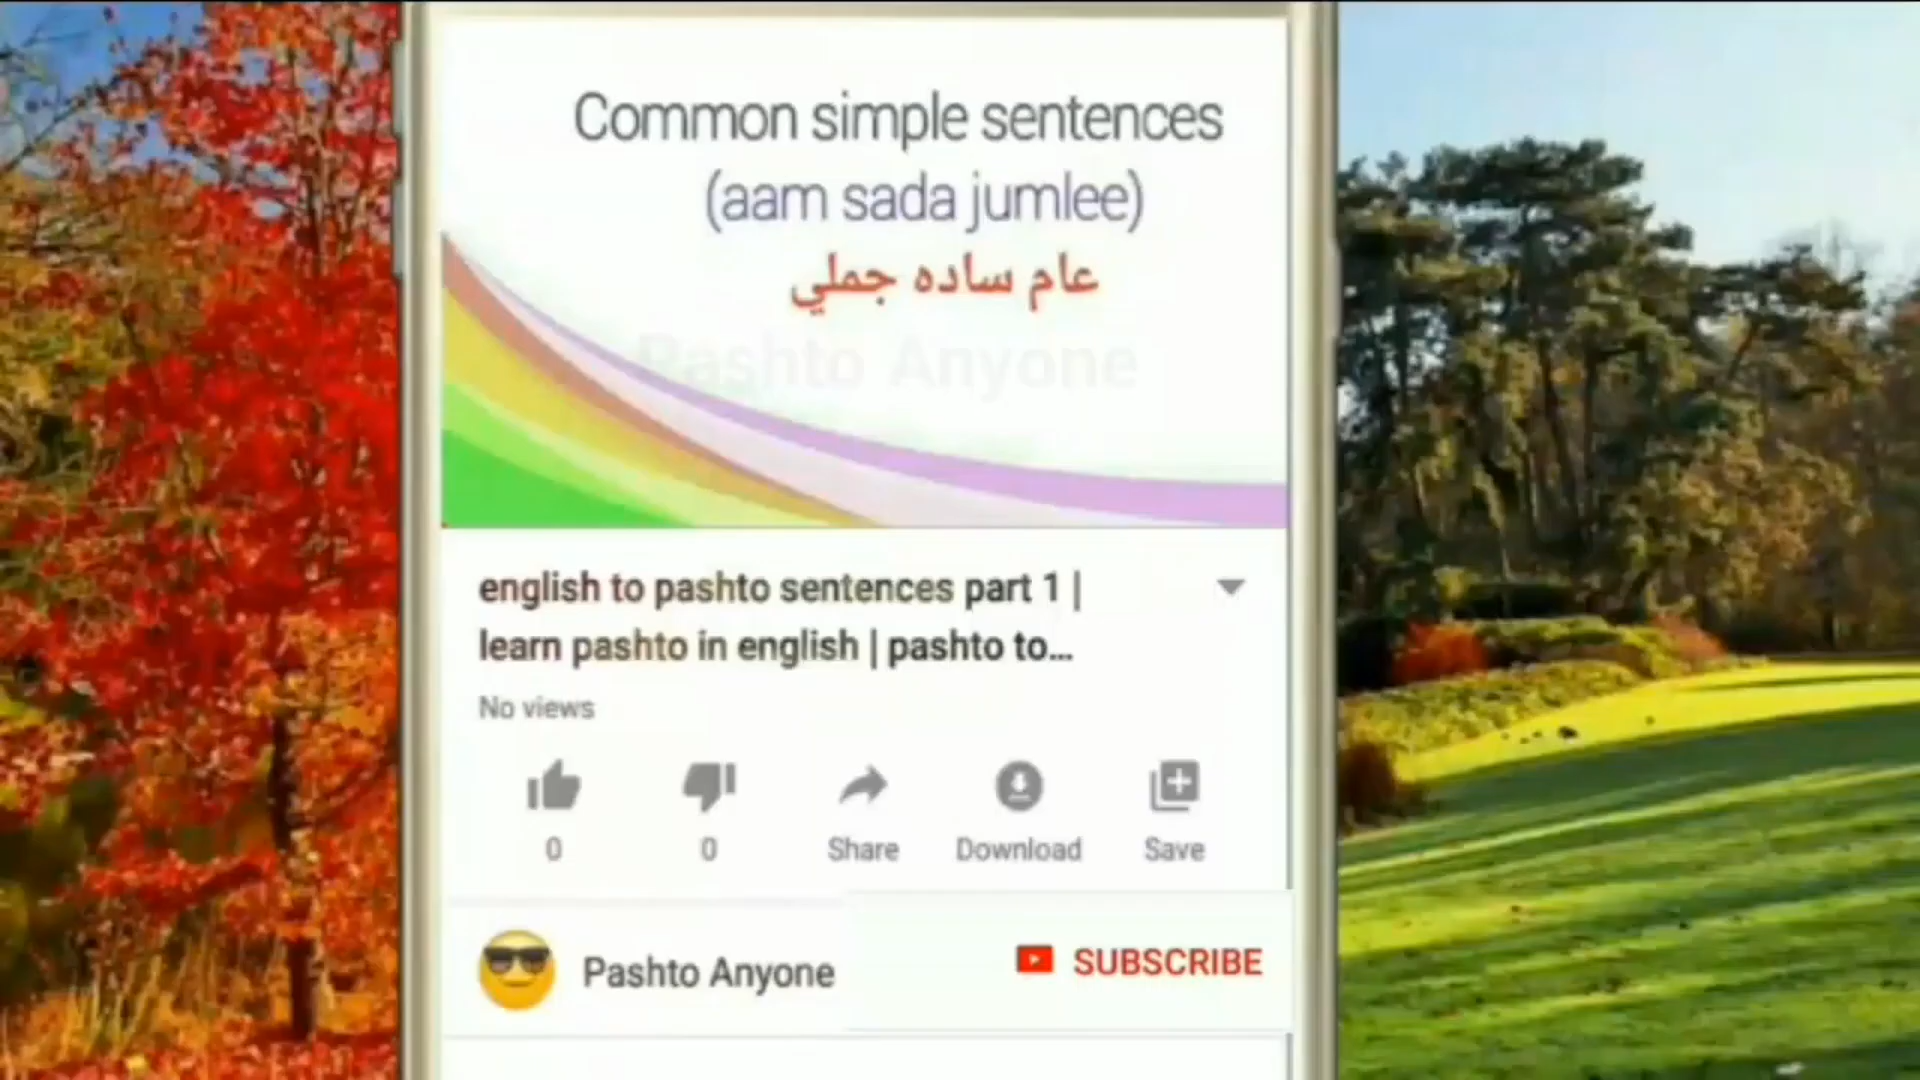 Common simple sentences
(aam sada jumlee)
عام ساده جملي
Pashto Anyone
english to pashto sentences part 1 |
learn pashto in english | pashto to...
No views
0
0
Share
Download
Save
Pashto Anyone
SUBSCRIBE